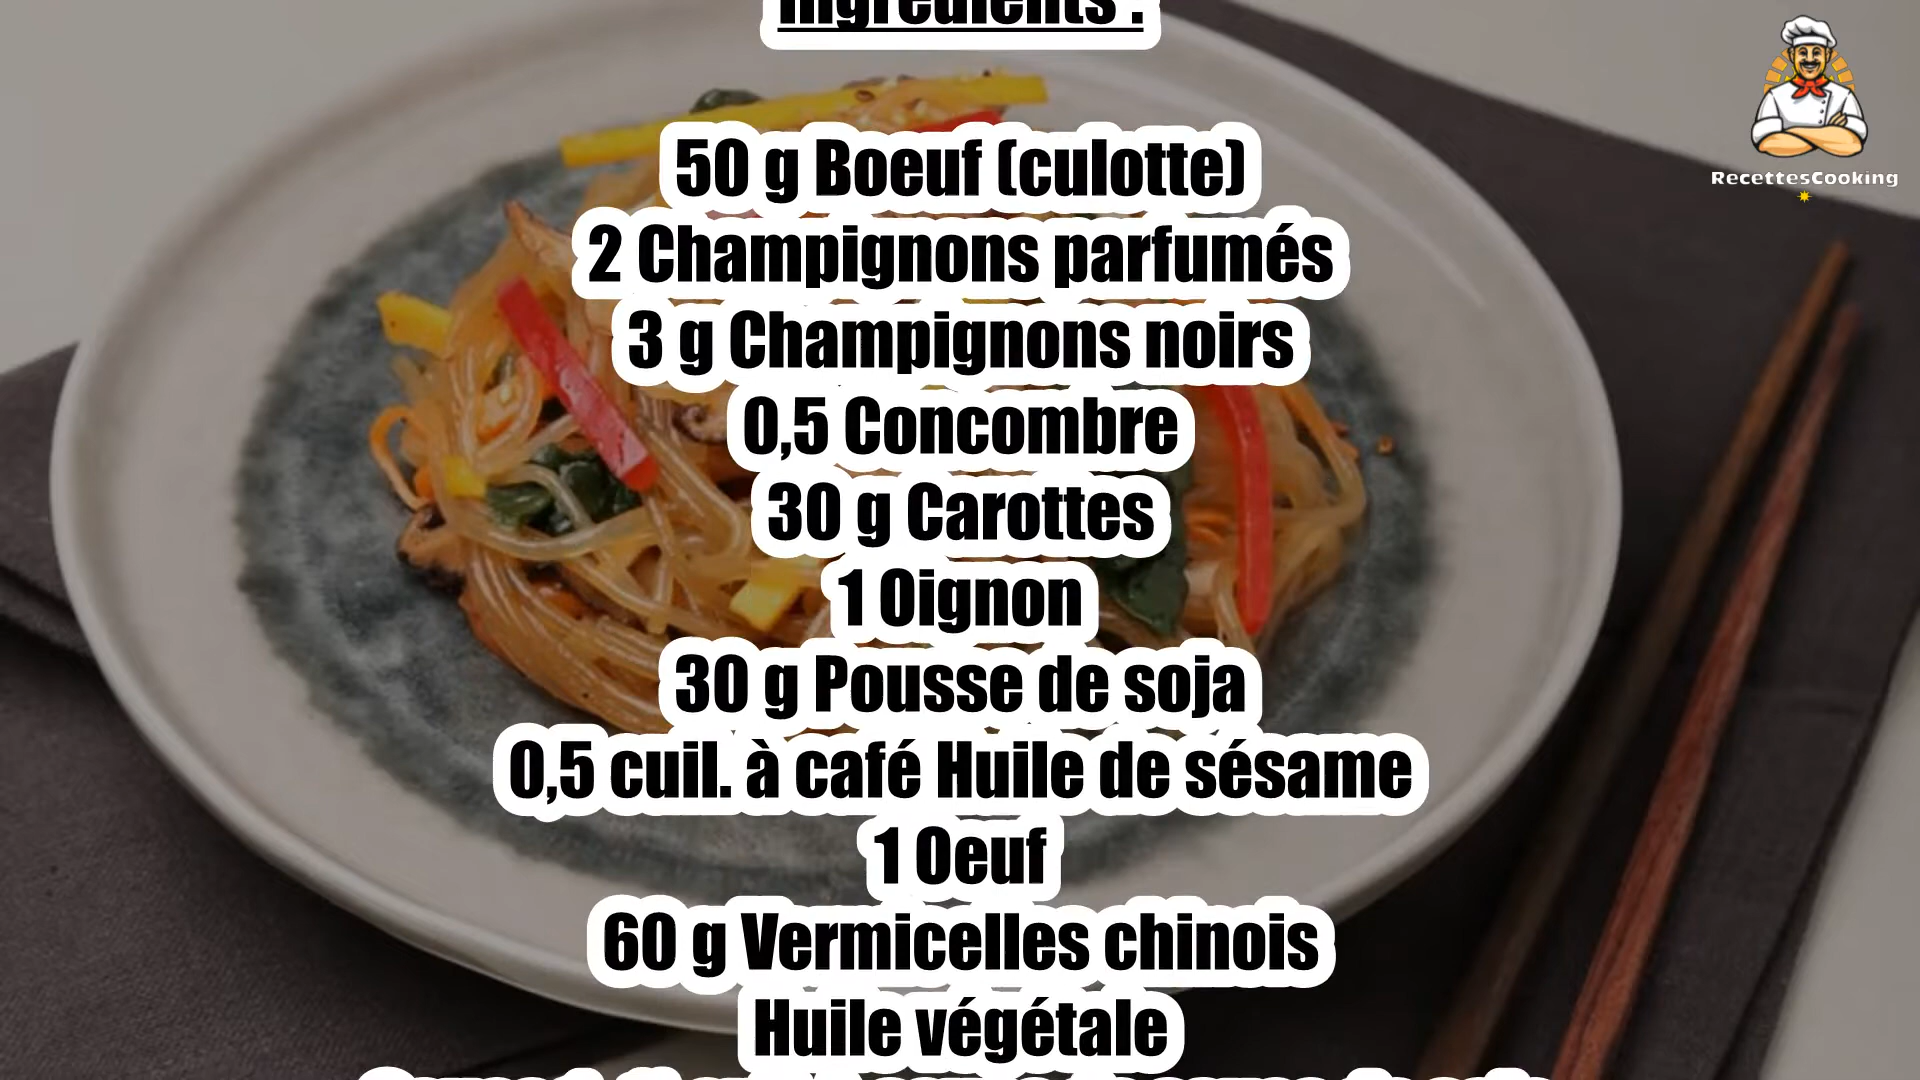 Ingrédients :
RecettesCooking
50 g Boeuf (culotte)
2 Champignons parfumés
3 g Champignons noirs
0,5 Concombre
30 g Carottes
1 Oignon
30 g Pousse de soja
0,5 cuil. à café Huile de sésame
1 Oeuf
60 g Vermicelles chinois
Huile végétale